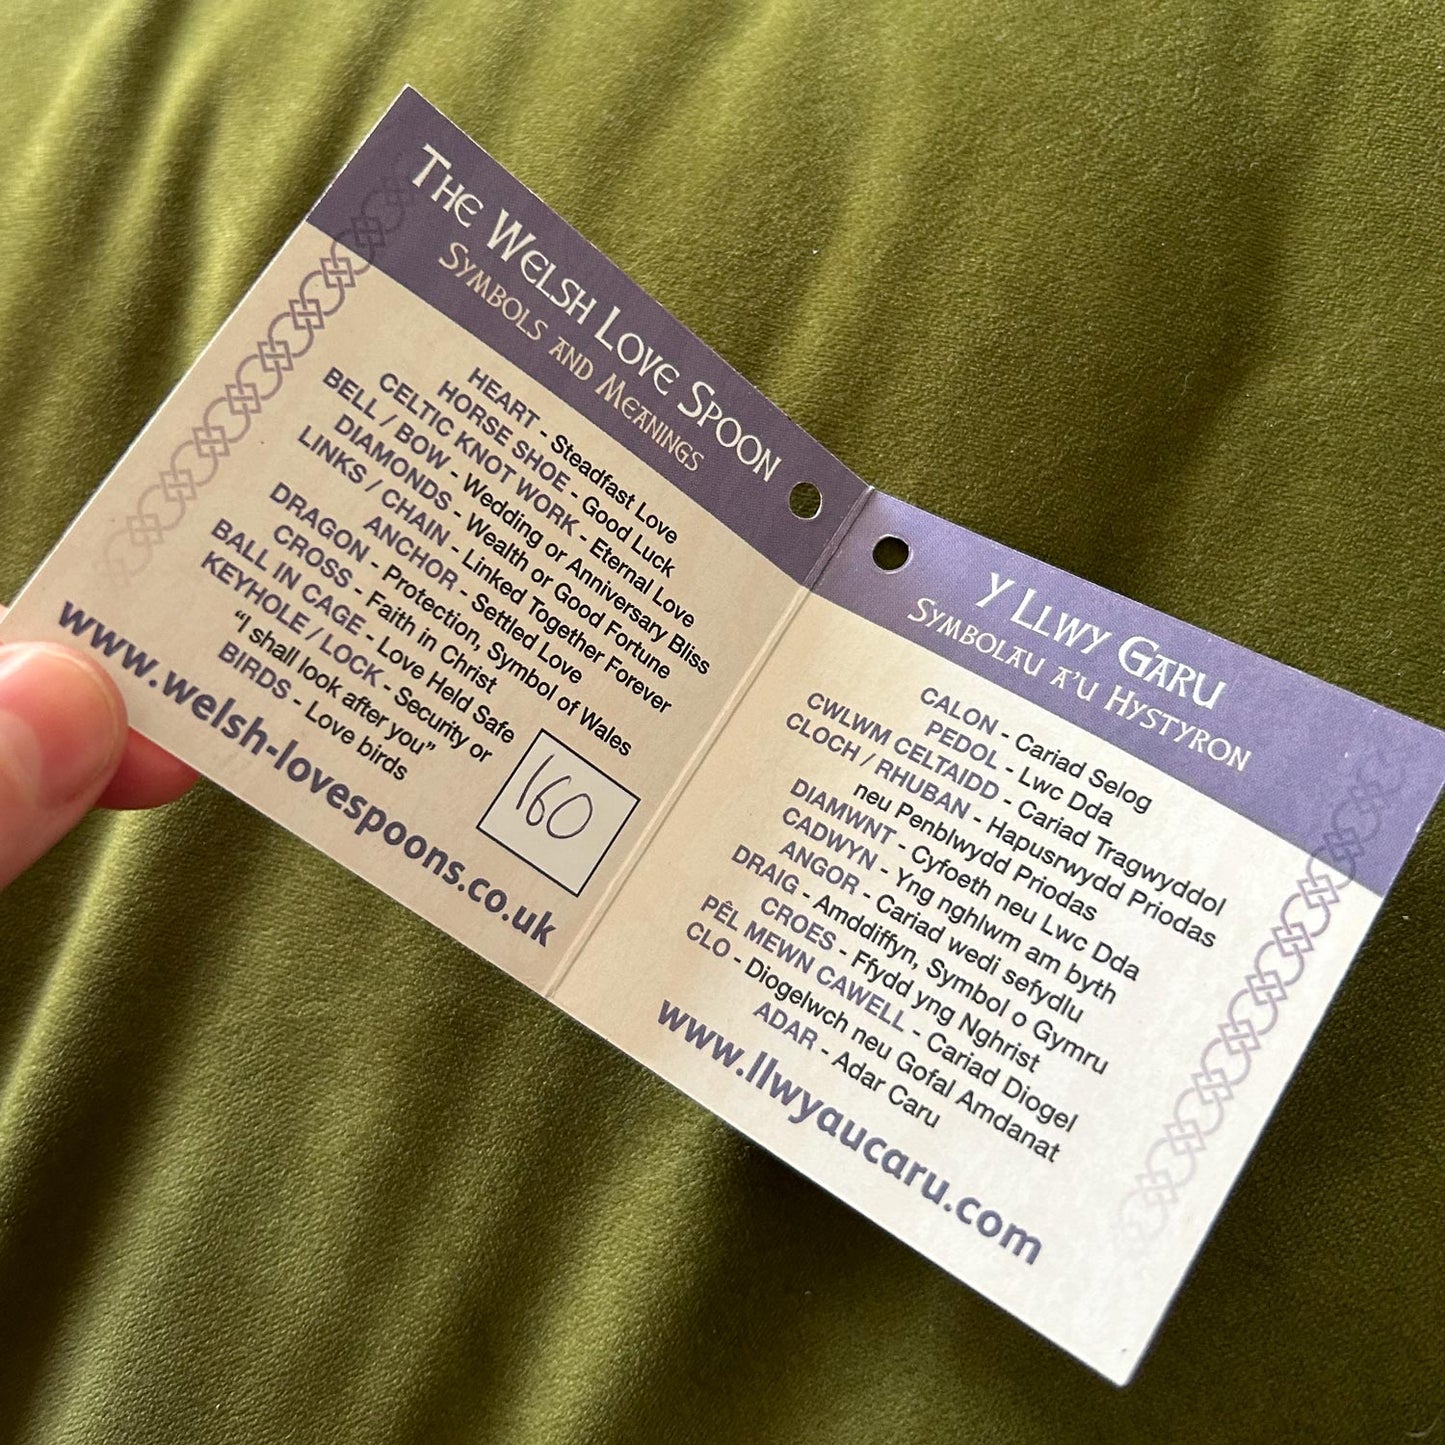 The Welsh Love Spoon
Symbols and Meanings
HEART - Steadfast Love
HORSE SHOE - Good Luck
CELTIC KNOT WORK - Eternal Love
BELL / BOW - Wedding or Anniversary Bliss
DIAMONDS - Wealth or Good Fortune
LINKS / CHAIN - Linked Together Forever
ANCHOR - Settled Love
DRAGON - Protection, Symbol of Wales
CROSS - Faith in Christ
BALL IN CAGE - Love Held Safe
KEYHOLE / LOCK - Security or
"I shall look after you"
BIRDS - Love birds
160
www.welsh-lovespoons.co.uk
Y Llwy Garu
Symbolau a'u Hystyron
CALON - Cariad Selog
PEDOL - Lwc Dda
CWLWM CELTAIDD - Cariad Tragwyddol
CLOCH / RHUBAN - Hapusrwydd Priodas
neu Penblwydd Priodas
DIAMWNT - Cyfoeth neu Lwc Dda
CADWYN - Yng nghlwm am byth
ANGOR - Cariad wedi sefydlu
DRAIG - Amddiffyn, Symbol o Gymru
CROES - Ffydd yng Nghrist
PÊL MEWN CAWELL - Cariad Diogel
CLO - Diogelwch neu Gofal Amdanat
ADAR - Adar Caru
www.llwyaucaru.com